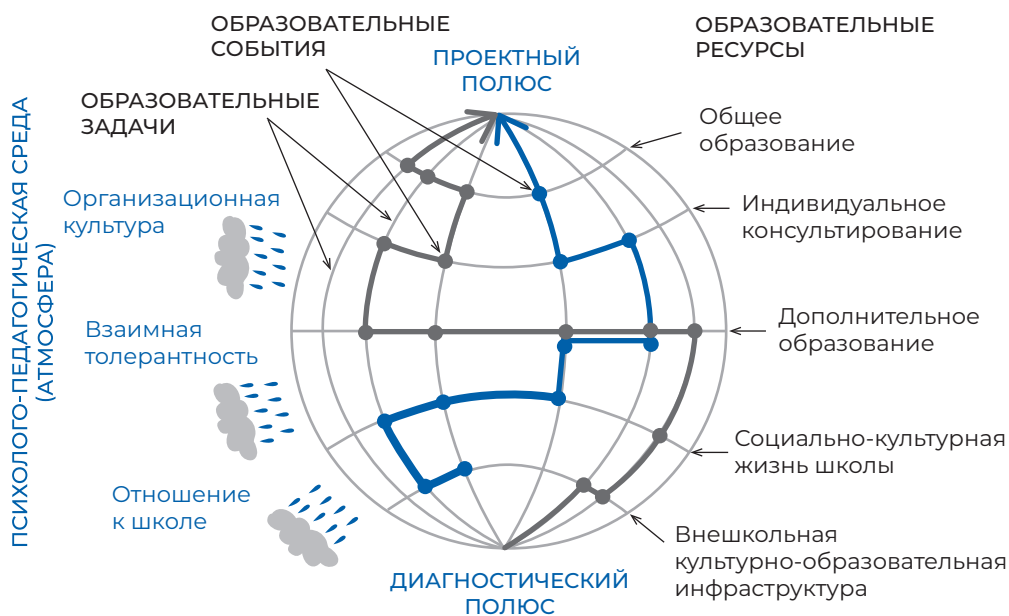 ОБРАЗОВАТЕЛЬНЫЕ
СОБЫТИЯ
ПРОЕКТНЫЙ
ПОЛЮС
ОБРАЗОВАТЕЛЬНЫЕ
РЕСУРСЫ
ОБРАЗОВАТЕЛЬНЫЕ
ЗАДАЧИ
ПСИХОЛОГО-ПЕДАГОГИЧЕСКАЯ СРЕДА
(АТМОСФЕРА)
Организационная
культура
Взаимная
толерантность
Отношение
к школе
Общее
образование
Индивидуальное
консультирование
Дополнительное
образование
Социально-культурная
жизнь школы
Внешкольная
культурно-образовательная
инфраструктура
ДИАГНОСТИЧЕСКИЙ
ПОЛЮС